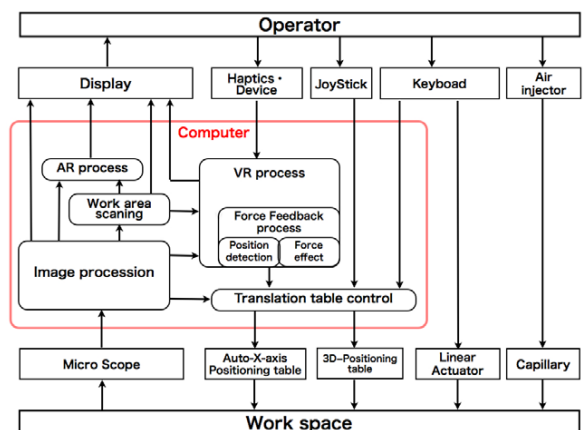 Operator
Display
Haptics・
Device
JoyStick
Keyboad
Air
injector
Computer
AR process
VR process
Work area
scaning
Force Feedback
process
Position
detection
Force
effect
Image procession
Translation table control
Micro Scope
Auto-X-axis
Positioning table
3D-Positioning
table
Linear
Actuator
Capillary
Work space